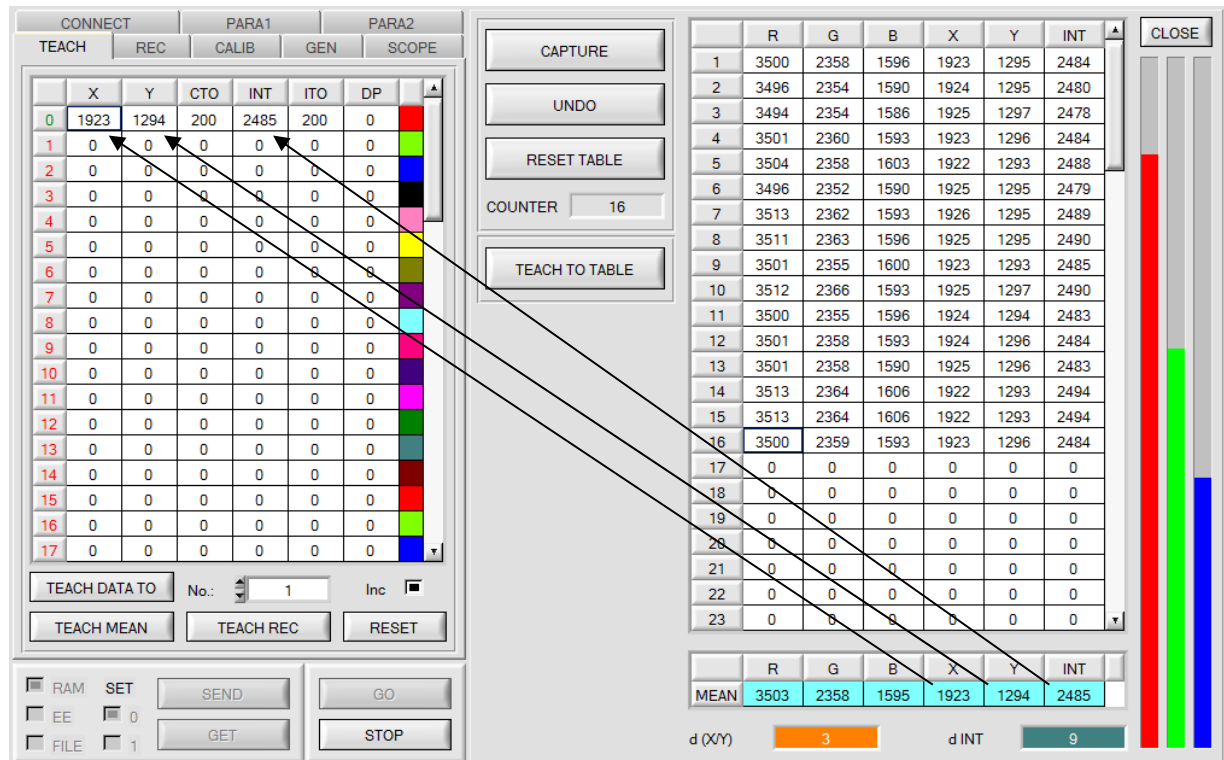 CONNECT PARA1 PARA2
TEACH REC CALIB GEN SCOPE
X Y CTO INT ITO DP
0 1923 1294 200 2485 200 0
1 0 0 0 0 0 0
2 0 0 0 0 0 0
3 0 0 0 0 0 0
4 0 0 0 0 0 0
5 0 0 0 0 0 0
6 0 0 0 0 0 0
7 0 0 0 0 0 0
8 0 0 0 0 0 0
9 0 0 0 0 0 0
10 0 0 0 0 0 0
11 0 0 0 0 0 0
12 0 0 0 0 0 0
13 0 0 0 0 0 0
14 0 0 0 0 0 0
15 0 0 0 0 0 0
16 0 0 0 0 0 0
17 0 0 0 0 0 0
TEACH DATA TO No.: 1 Inc
TEACH MEAN TEACH REC RESET
RAM SET SEND GO
EE 0
FILE 1 GET STOP
CAPTURE
UNDO
RESET TABLE
COUNTER 16
TEACH TO TABLE
R G B X Y INT
1 3500 2358 1596 1923 1295 2484
2 3496 2354 1590 1924 1295 2480
3 3494 2354 1586 1925 1297 2478
4 3501 2360 1593 1923 1296 2484
5 3504 2358 1603 1922 1293 2488
6 3496 2352 1590 1925 1295 2479
7 3513 2362 1593 1926 1295 2489
8 3511 2363 1596 1925 1295 2490
9 3501 2355 1600 1923 1293 2485
10 3512 2366 1593 1925 1297 2490
11 3500 2355 1596 1924 1294 2483
12 3501 2358 1593 1924 1296 2484
13 3501 2358 1590 1925 1296 2483
14 3513 2364 1606 1922 1293 2494
15 3513 2364 1606 1922 1293 2494
16 3500 2359 1593 1923 1296 2484
17 0 0 0 0 0 0
18 0 0 0 0 0 0
19 0 0 0 0 0 0
20 0 0 0 0 0 0
21 0 0 0 0 0 0
22 0 0 0 0 0 0
23 0 0 0 0 0 0
R G B X Y INT
MEAN 3503 2358 1595 1923 1294 2485
d (X/Y) 3 d INT 9
CLOSE